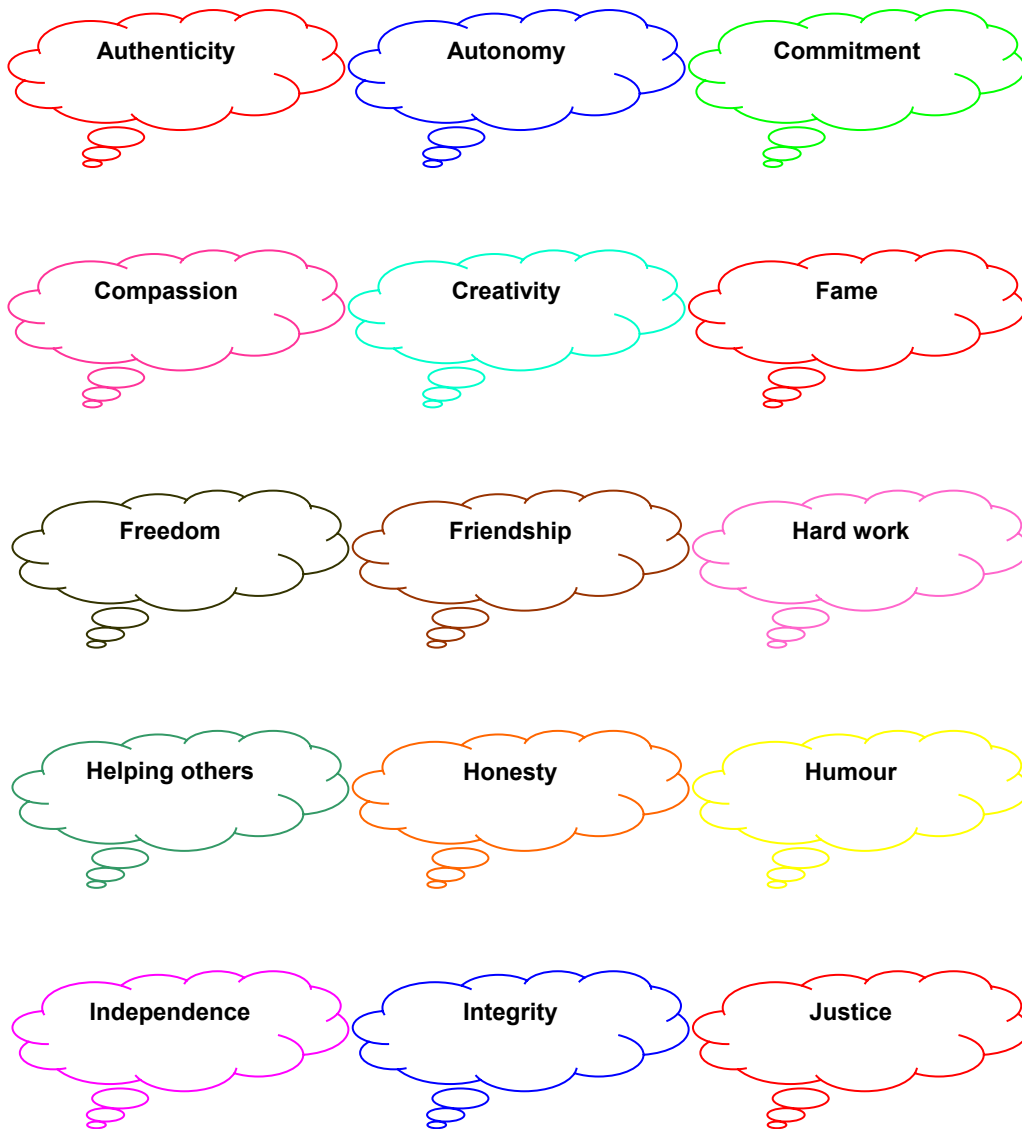 Authenticity
Autonomy
Commitment
Compassion
Creativity
Fame
Freedom
Friendship
Hard work
Helping others
Honesty
Humour
Independence
Integrity
Justice